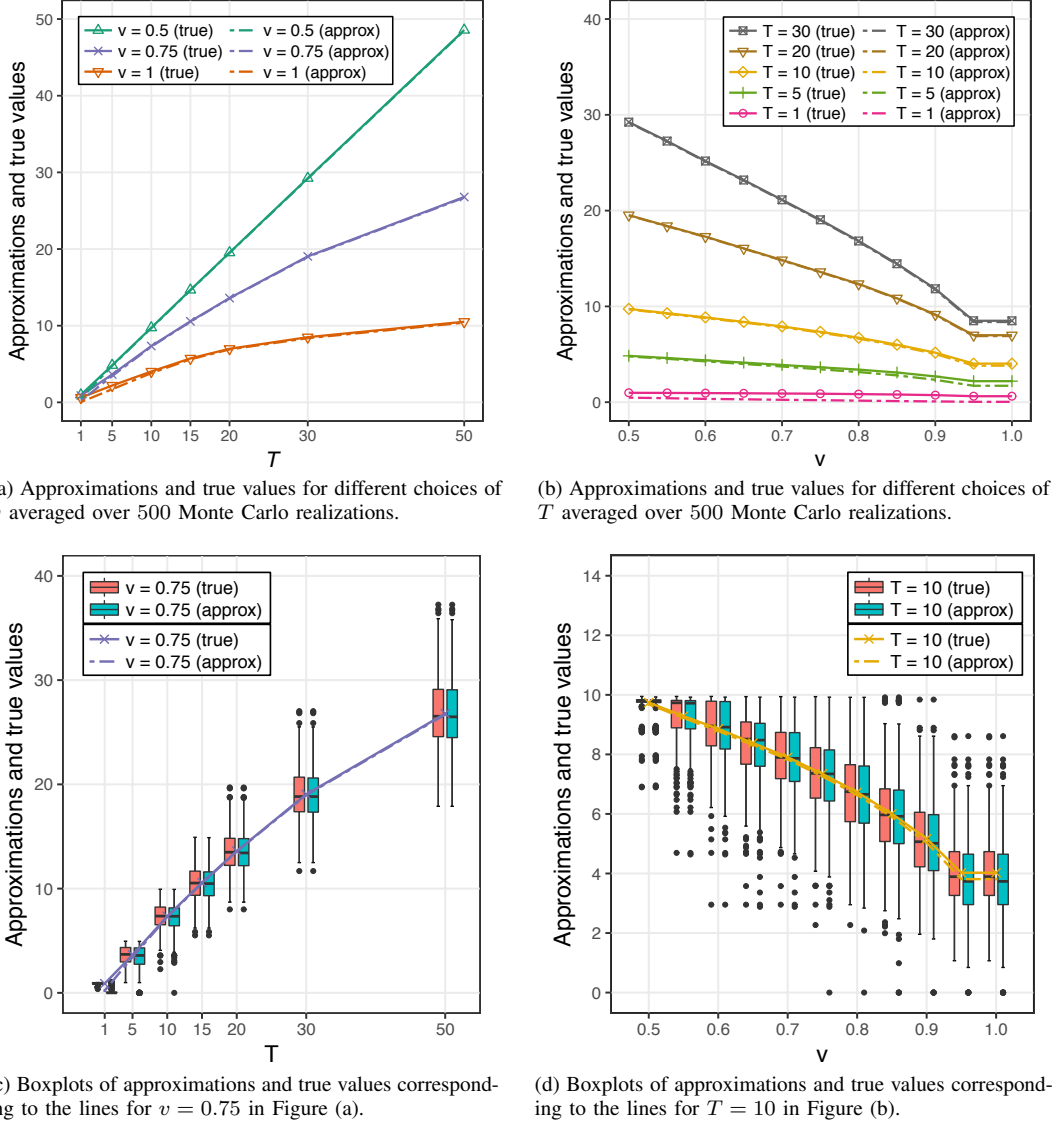 Approximations and true values
50
40
30
20
10
0
v = 0.5 (true) v = 0.5 (approx)
v = 0.75 (true) v = 0.75 (approx)
v = 1 (true) v = 1 (approx)
1 5 10 15 20 30 50
T
a) Approximations and true values for different choices of
averaged over 500 Monte Carlo realizations.
Approximations and true values
40
30
20
10
0
T = 30 (true) T = 30 (approx)
T = 20 (true) T = 20 (approx)
T = 10 (true) T = 10 (approx)
T = 5 (true) T = 5 (approx)
T = 1 (true) T = 1 (approx)
0.5 0.6 0.7 0.8 0.9 1.0
v
(b) Approximations and true values for different choices of
T averaged over 500 Monte Carlo realizations.
Approximations and true values
40
30
20
10
0
v = 0.75 (true)
v = 0.75 (approx)
v = 0.75 (true)
v = 0.75 (approx)
1 5 10 15 20 30 50
T
c) Boxplots of approximations and true values correspond-
ing to the lines for v = 0.75 in Figure (a).
Approximations and true values
14
12
10
8
6
4
2
0
T = 10 (true)
T = 10 (approx)
T = 10 (true)
T = 10 (approx)
0.5 0.6 0.7 0.8 0.9 1.0
v
(d) Boxplots of approximations and true values correspond-
ing to the lines for T = 10 in Figure (b).